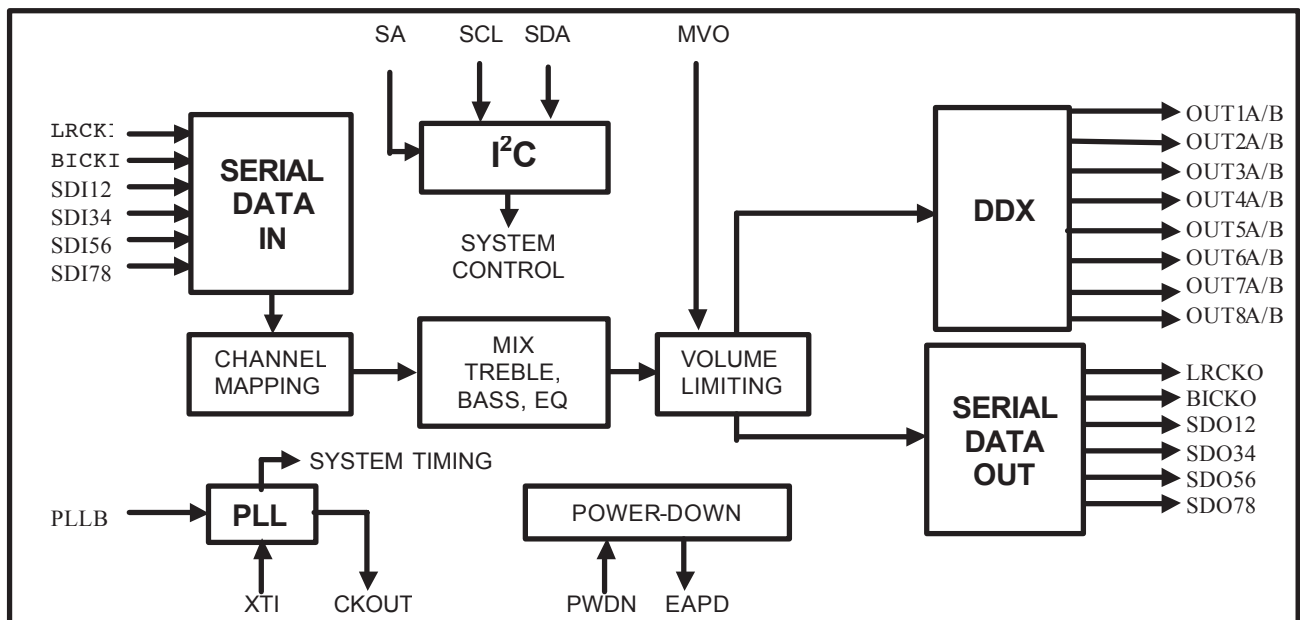 SA
SCL
SDA
MVO
LRCKI
BICKI
SDI12
SDI34
SDI56
SDI78
SERIAL
DATA
IN
I²C
SYSTEM
CONTROL
DDX
OUT1A/B
OUT2A/B
OUT3A/B
OUT4A/B
OUT5A/B
OUT6A/B
OUT7A/B
OUT8A/B
CHANNEL
MAPPING
MIX
TREBLE,
BASS, EQ
VOLUME
LIMITING
SERIAL
DATA
OUT
LRCKO
BICKO
SDO12
SDO34
SDO56
SDO78
SYSTEM TIMING
PLLB
PLL
XTI
CKOUT
POWER-DOWN
PWDN
EAPD